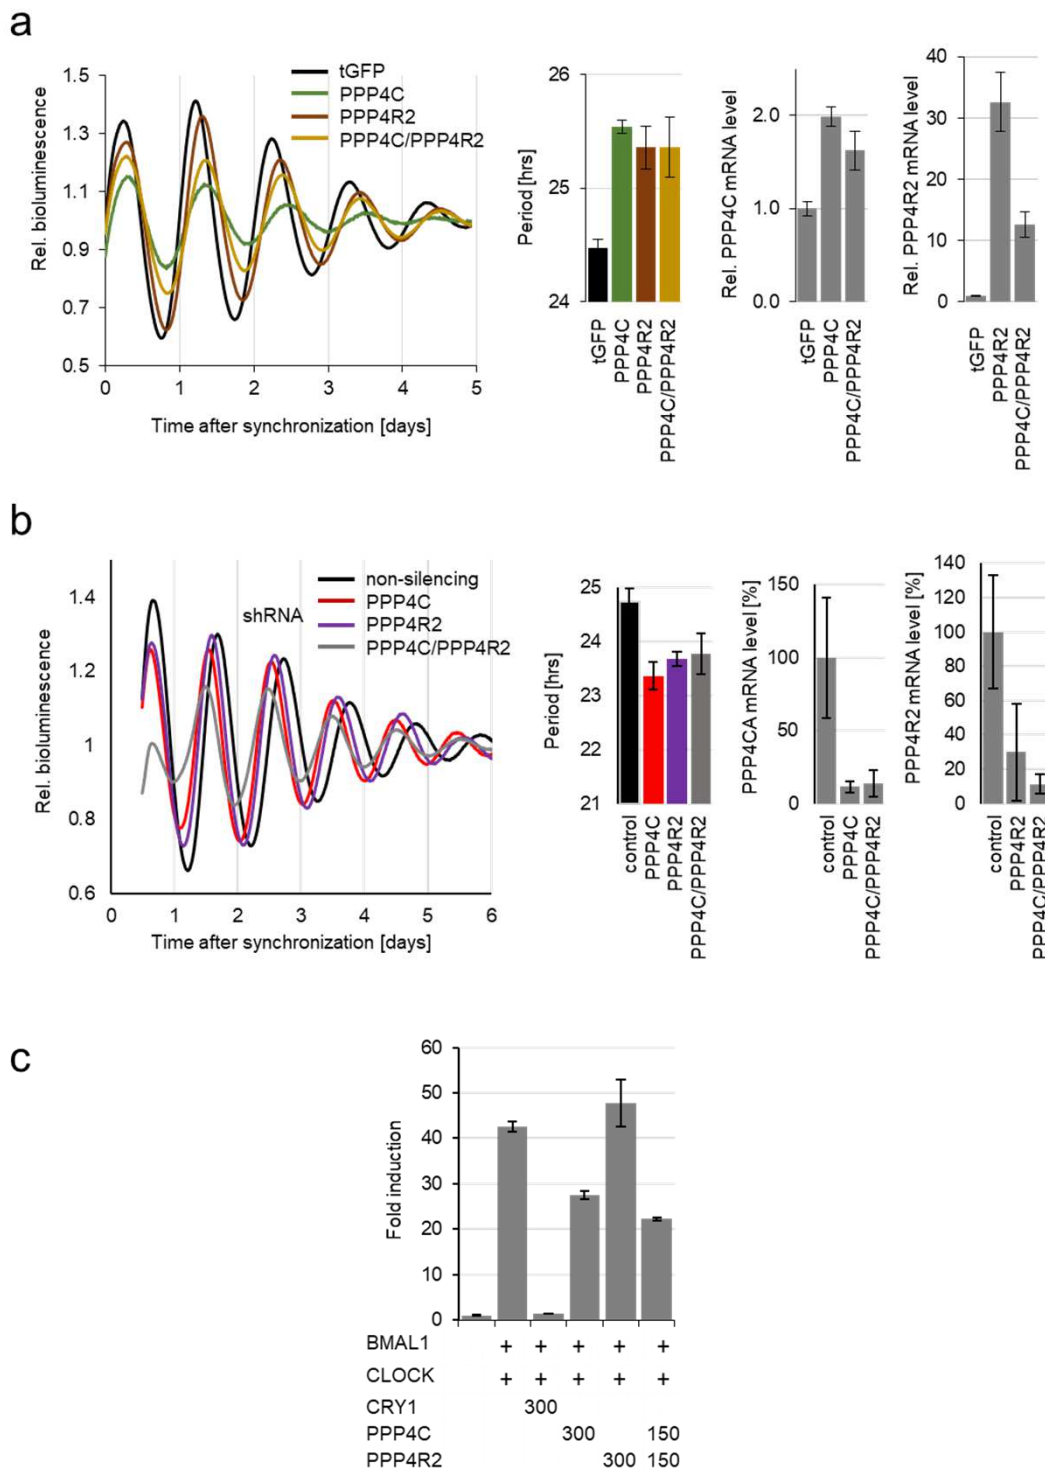 a
1.5
1.3
1.1
0.9
0.7
0.5
Rel. bioluminescence
tGFP
PPP4C
PPP4R2
PPP4C/PPP4R2
0 1 2 3 4 5
Time after synchronization [days]
26
25
24
Period [hrs]
tGFP
PPP4C
PPP4R2
PPP4C/PPP4R2
2.0
1.0
0.0
Rel. PPP4C mRNA level
tGFP
PPP4C
PPP4C/PPP4R2
40
30
20
10
0
Rel. PPP4R2 mRNA level
tGFP
PPP4R2
PPP4C/PPP4R2
b
1.4
1.2
1
0.8
0.6
Rel. bioluminescence
shRNA
non-silencing
PPP4C
PPP4R2
PPP4C/PPP4R2
0 1 2 3 4 5 6
Time after synchronization [days]
25
24
23
22
21
Period [hrs]
control
PPP4C
PPP4R2
PPP4C/PPP4R2
150
100
50
0
PPP4CA mRNA level [%]
control
PPP4C
PPP4C/PPP4R2
140
120
100
80
60
40
20
0
PPP4R2 mRNA level [%]
control
PPP4R2
PPP4C/PPP4R2
c
60
50
40
30
20
10
0
Fold induction
BMAL1 + + + + +
CLOCK + + + + +
CRY1 300
PPP4C 300 150
PPP4R2 300 150